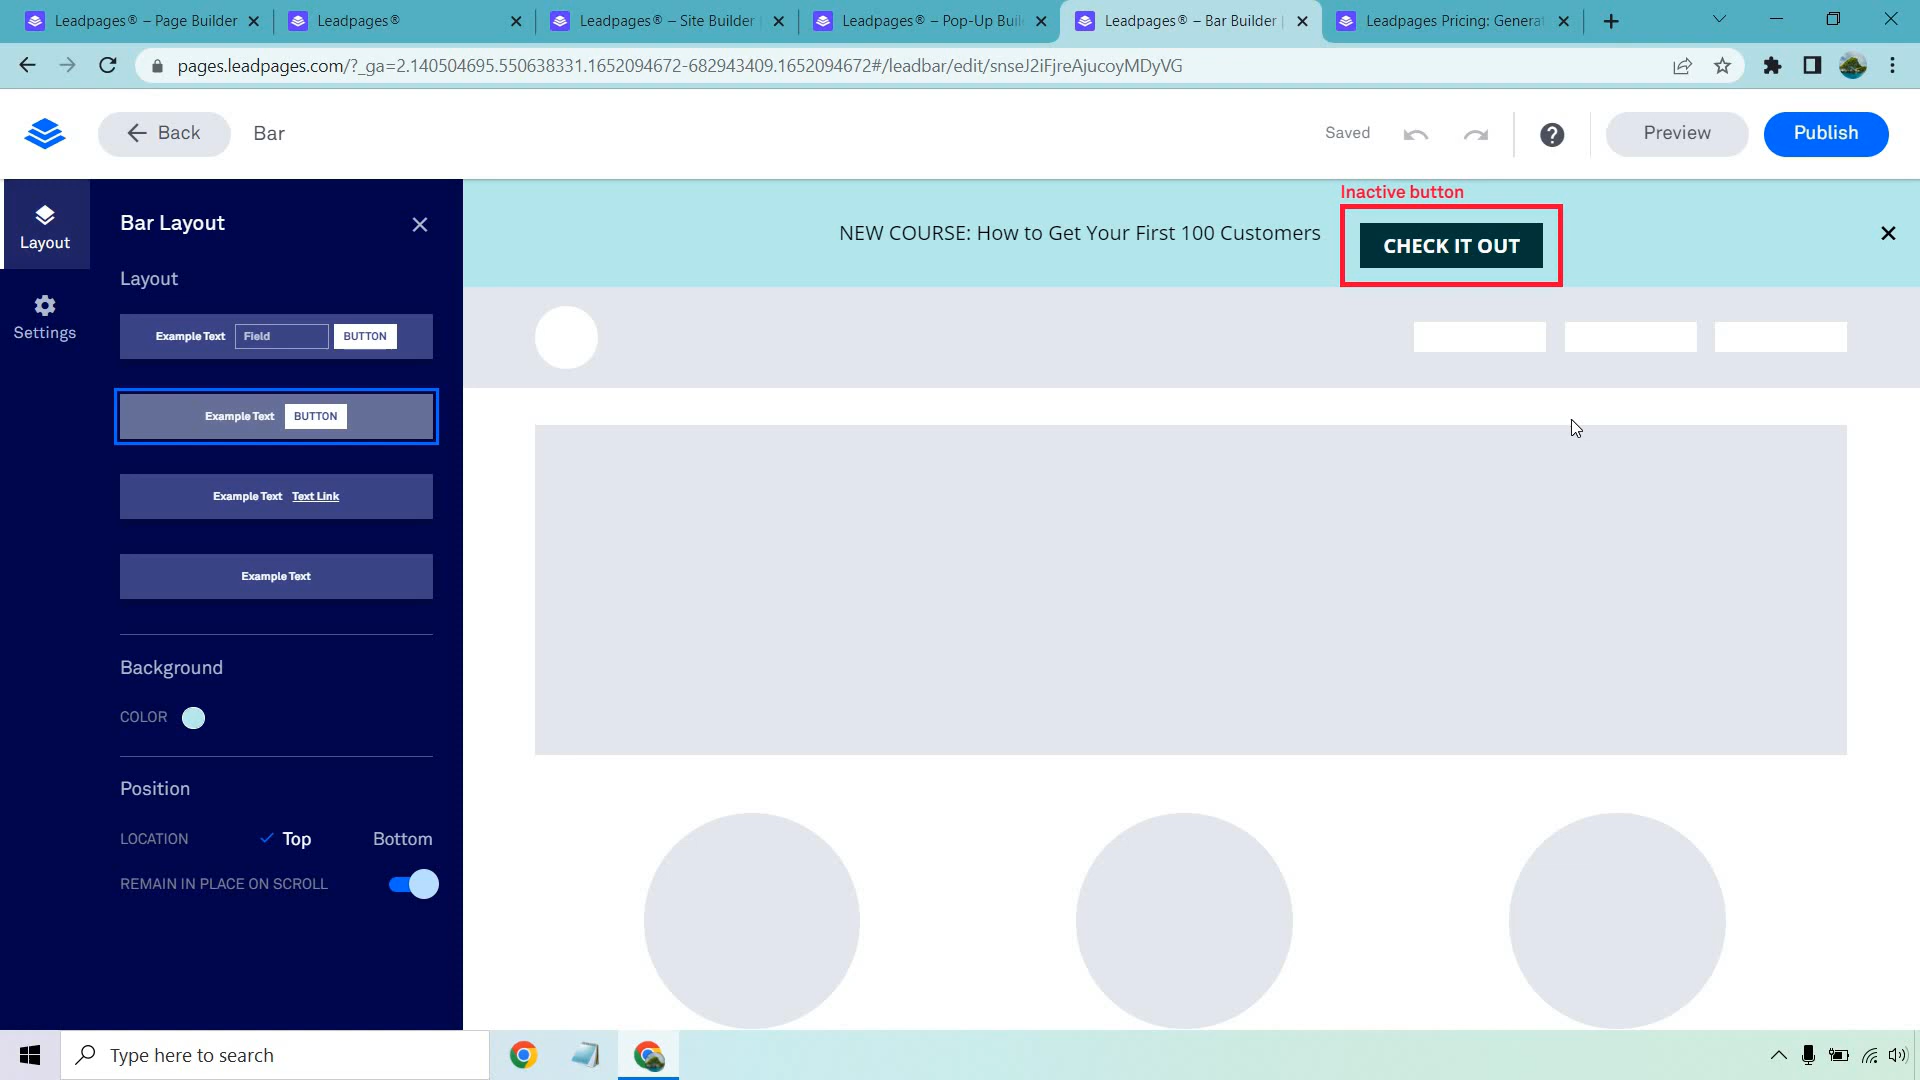 Leadpages® – Page Builder
Leadpages®
Leadpages® – Site Builder
Leadpages® – Pop-Up Buil
Leadpages® – Bar Builder
Leadpages Pricing: Generat
pages.leadpages.com/?_ga=2.140504695.550638331.1652094672-682943409.1652094672#/leadbar/edit/snseJ2iFjreAjucoyMDyVG
Back
Bar
Saved
Preview
Publish
Layout
Settings
Bar Layout
Layout
Example Text Field BUTTON
Example Text BUTTON
Example Text Text Link
Example Text
Background
COLOR
Position
LOCATION Top Bottom
REMAIN IN PLACE ON SCROLL
Inactive button
NEW COURSE: How to Get Your First 100 Customers
CHECK IT OUT
Type here to search